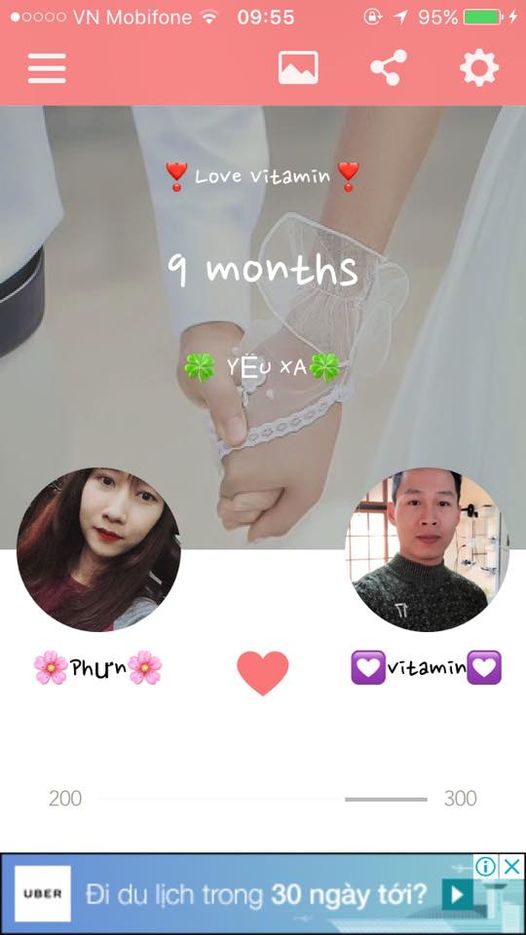 VN Mobifone 09:55 95%
❣️Love Vitamin❣️
9 months
🍀 YÊU XA🍀
🌸Phưn🌸
💟Vitamin💟
200 300
UBER
Đi du lịch trong 30 ngày tới?